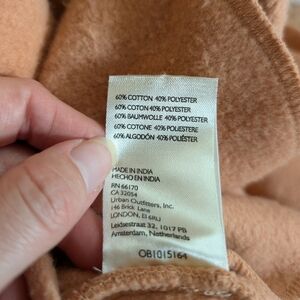 60% COTTON 40% POLYESTER
60% COTON 40% POLYESTER
60% BAUMWOLLE 40% POLYESTER
60% COTONE 40% POLIESTERE
60% ALGODÓN 40% POLIÉSTER
MADE IN INDIA
HECHO EN INDIA
RN 66170
CA 32054
Urban Outfitters, Inc.
146 Brick Lane
LONDON, E1 6RU
Leidsestraat 32, 1017 PB
Amsterdam, Netherlands
OB1015164